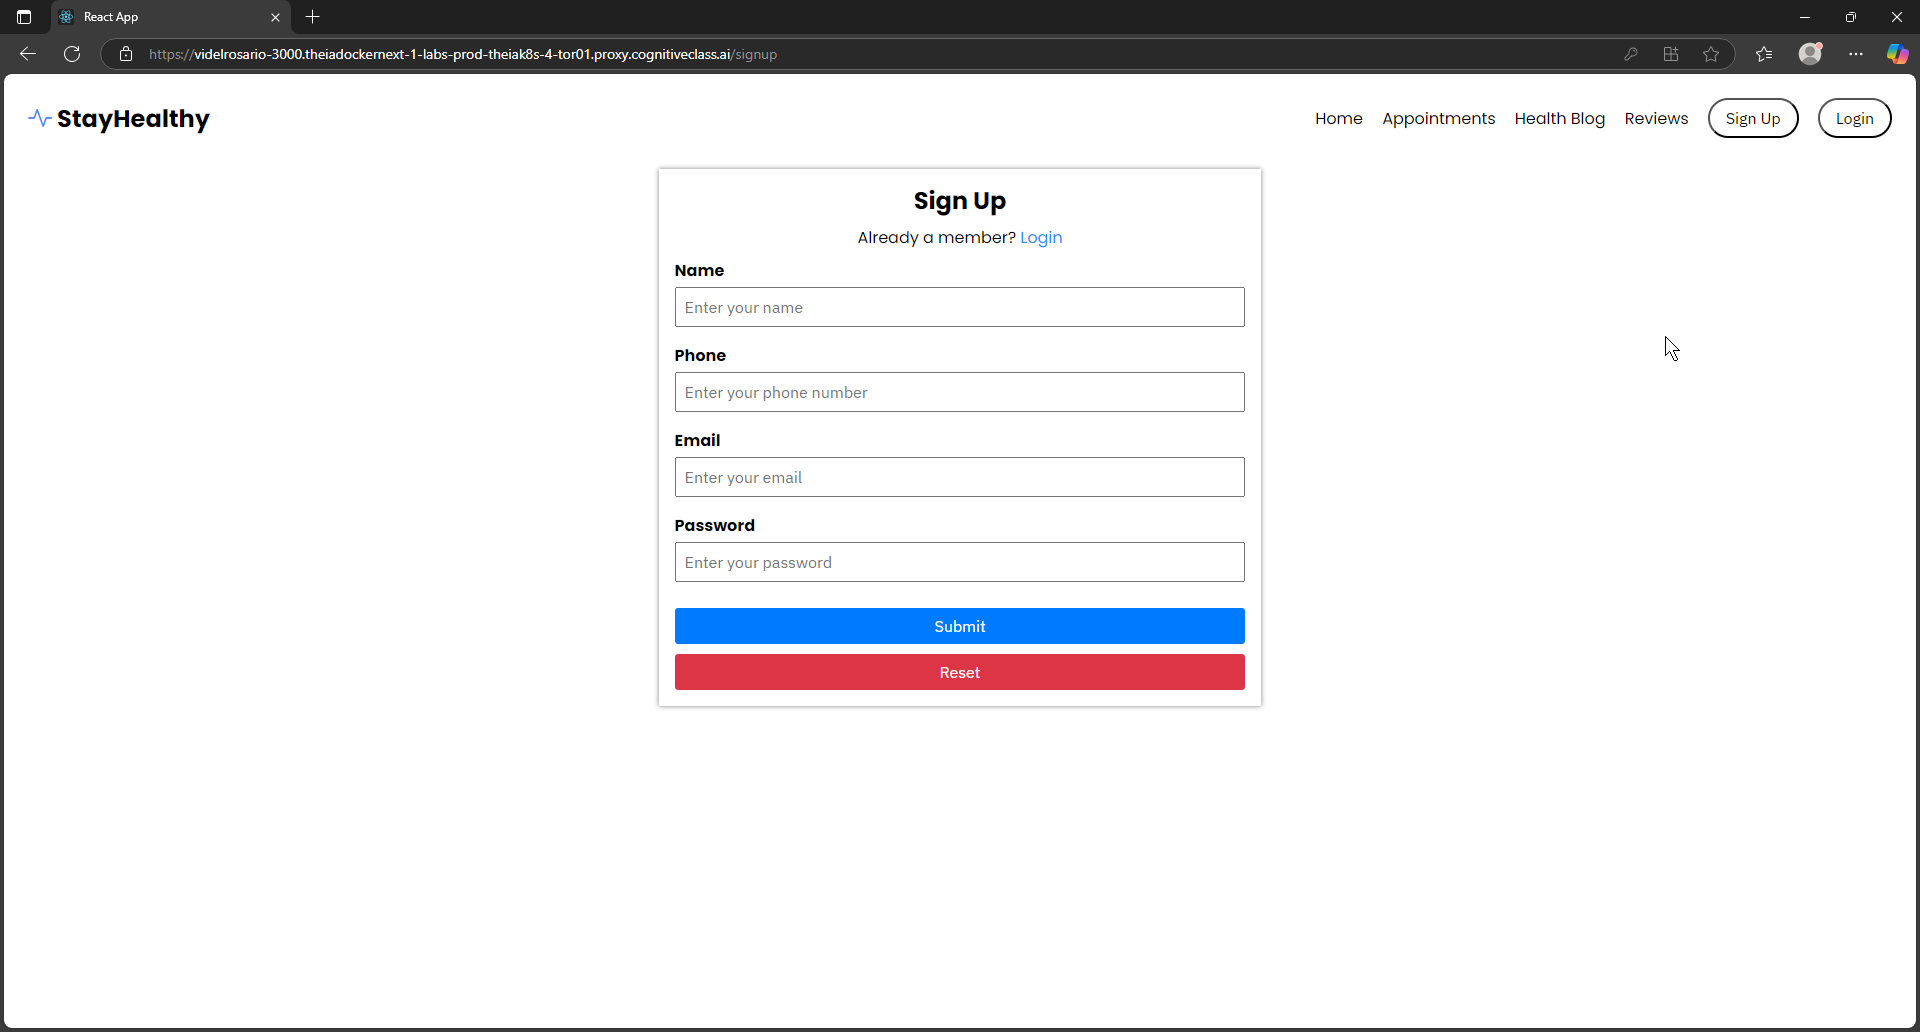 React App
https://videlrosario-3000.theiadockernext-1-labs-prod-theiak8s-4-tor01.proxy.cognitiveclass.ai/signup
StayHealthy
Home Appointments Health Blog Reviews Sign Up Login
Sign Up
Already a member? Login
Name
Enter your name
Phone
Enter your phone number
Email
Enter your email
Password
Enter your password
Submit
Reset